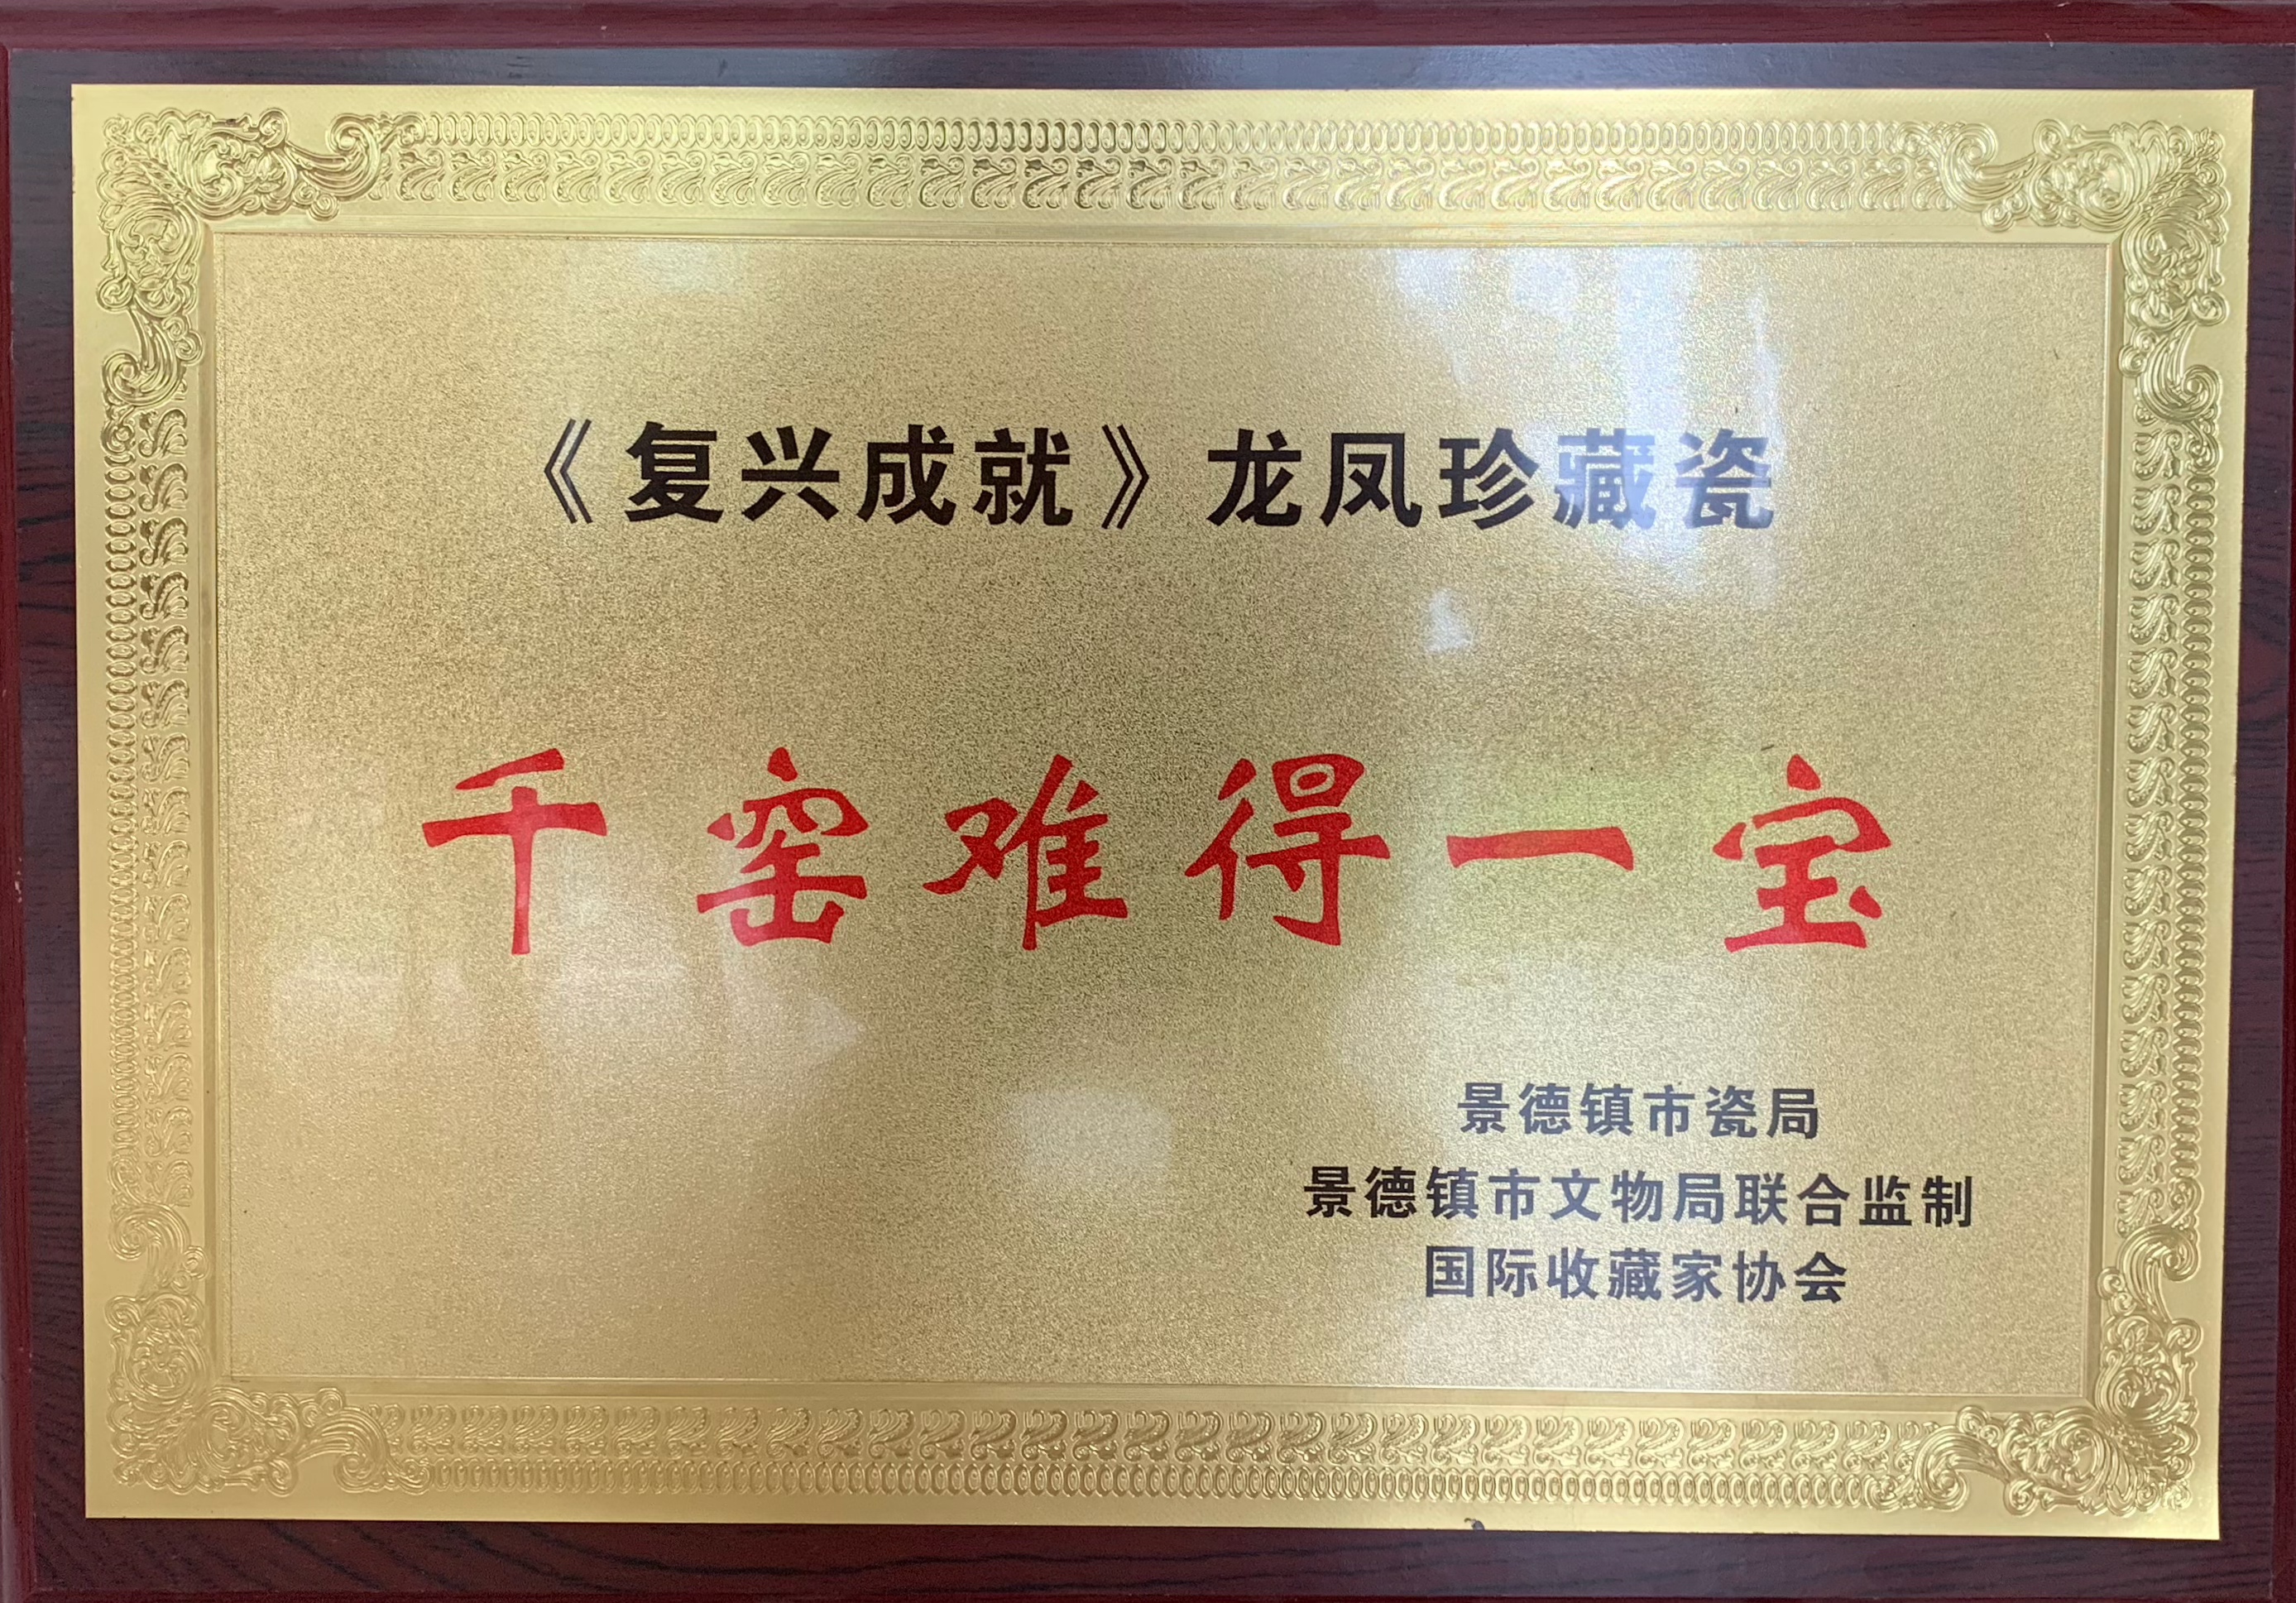 《复兴成就》龙凤珍藏瓷
千窑难得一宝
景德镇市瓷局
景德镇市文物局联合监制
国际收藏家协会